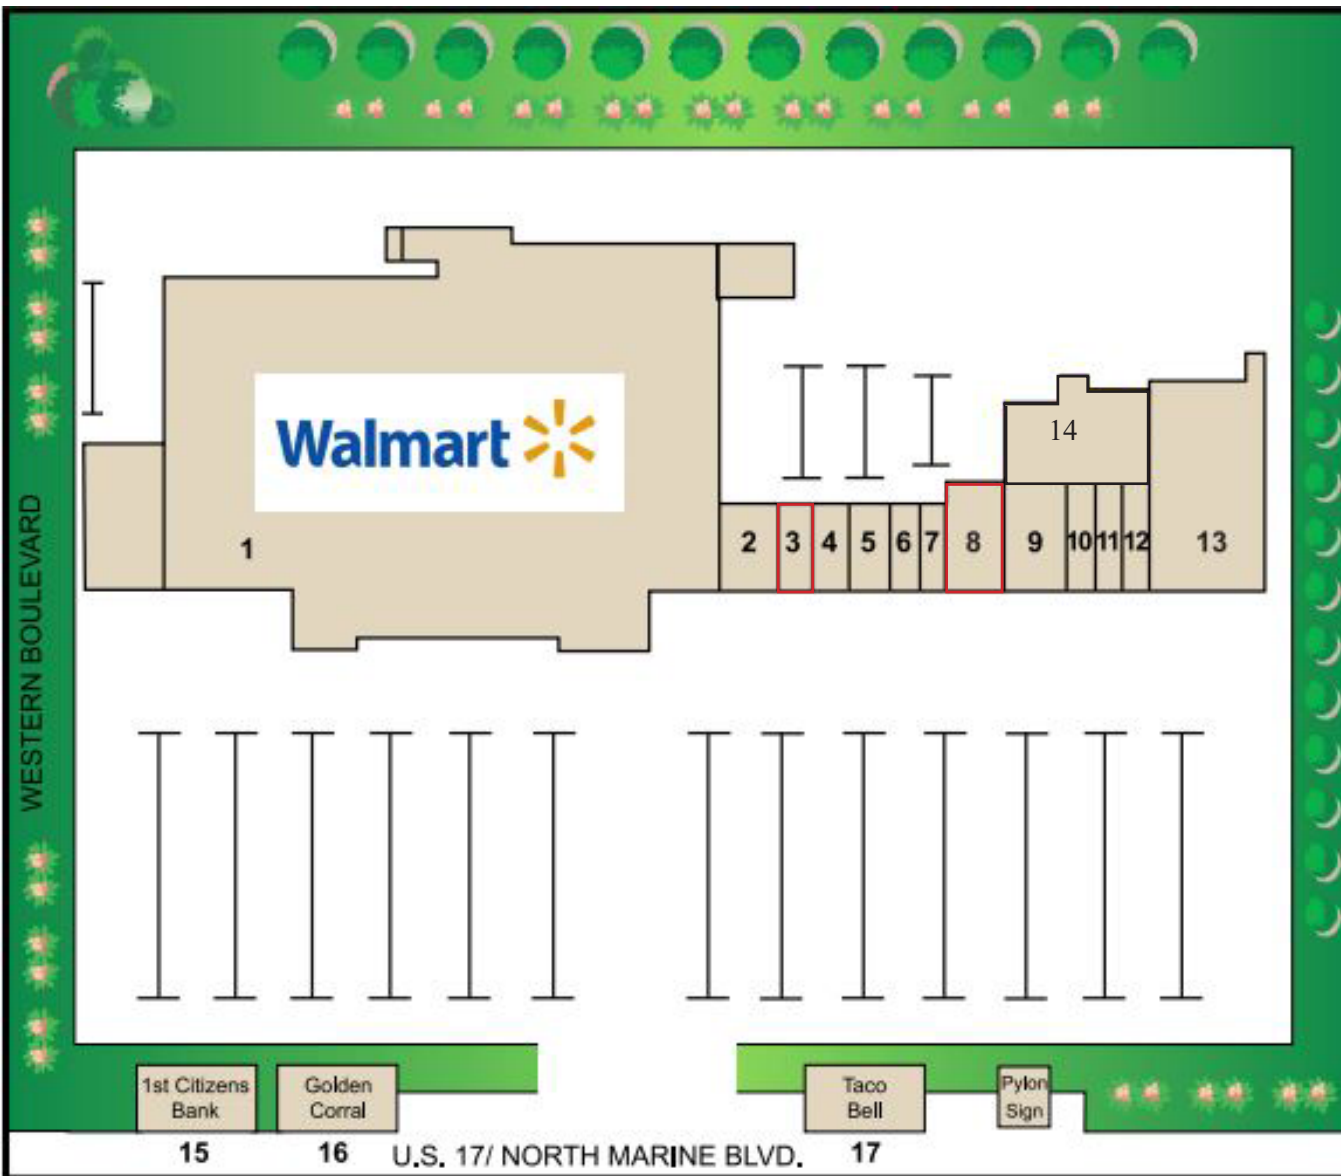 Walmart
14
1
2
3
4
5
6
7
8
9
10
11
12
13
WESTERN BOULEVARD
1st Citizens
Bank
Golden
Corral
Taco
Bell
Pylon
Sign
15
16
U.S. 17/ NORTH MARINE BLVD.
17